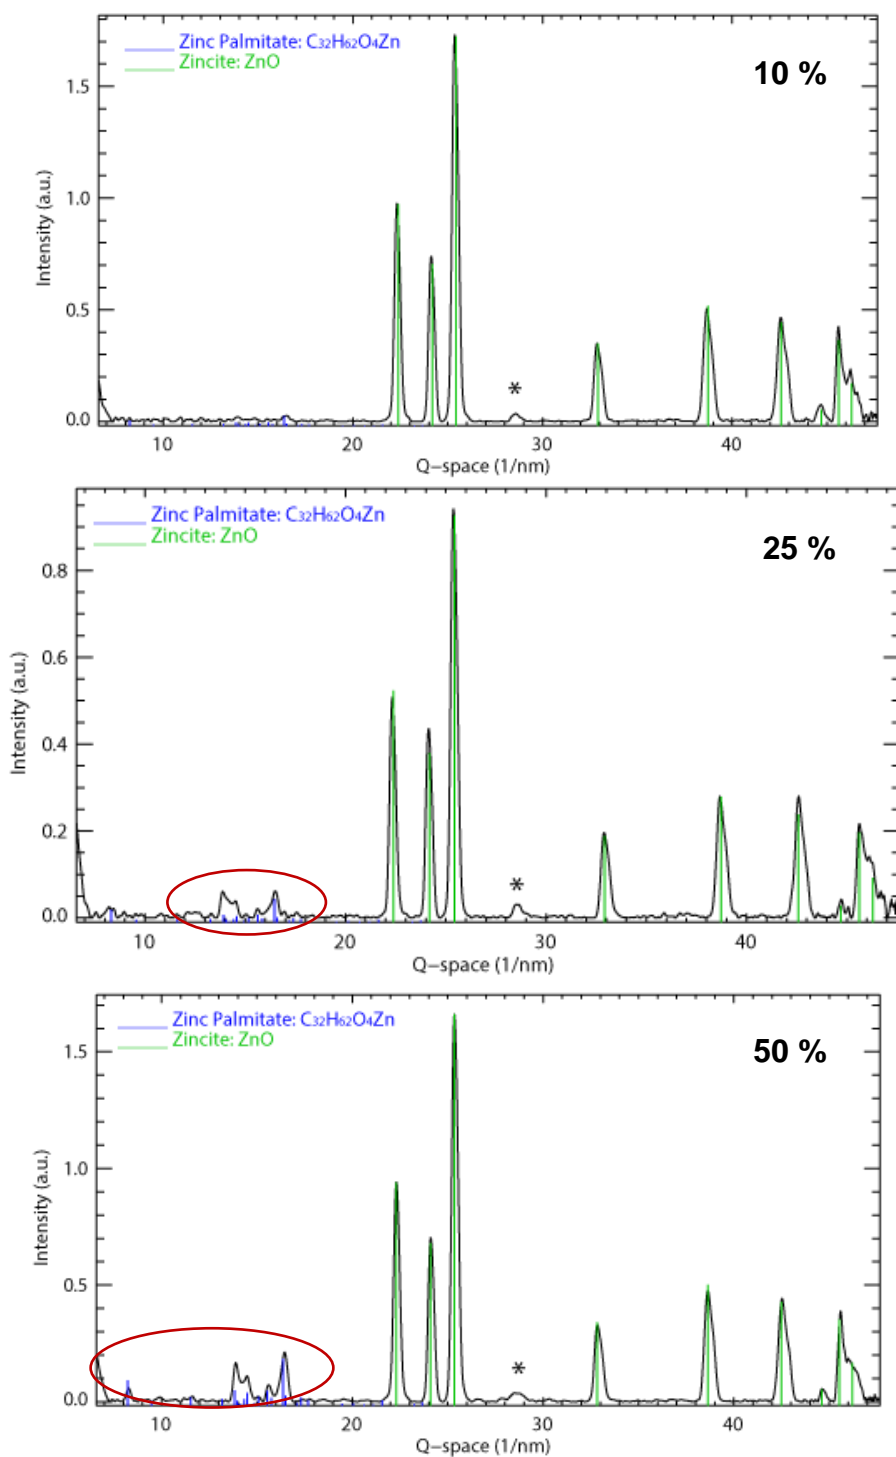 Zinc Palmitate: C₃₂H₆₂O₄Zn
Zincite: ZnO
10 %
Intensity (a.u.)
1.5
1.0
0.5
0.0
*
10 20 30 40
Q−space (1/nm)
Zinc Palmitate: C₃₂H₆₂O₄Zn
Zincite: ZnO
25 %
Intensity (a.u.)
0.8
0.6
0.4
0.2
0.0
*
10 20 30 40
Q−space (1/nm)
Zinc Palmitate: C₃₂H₆₂O₄Zn
Zincite: ZnO
50 %
Intensity (a.u.)
1.5
1.0
0.5
0.0
*
10 20 30 40
Q−space (1/nm)